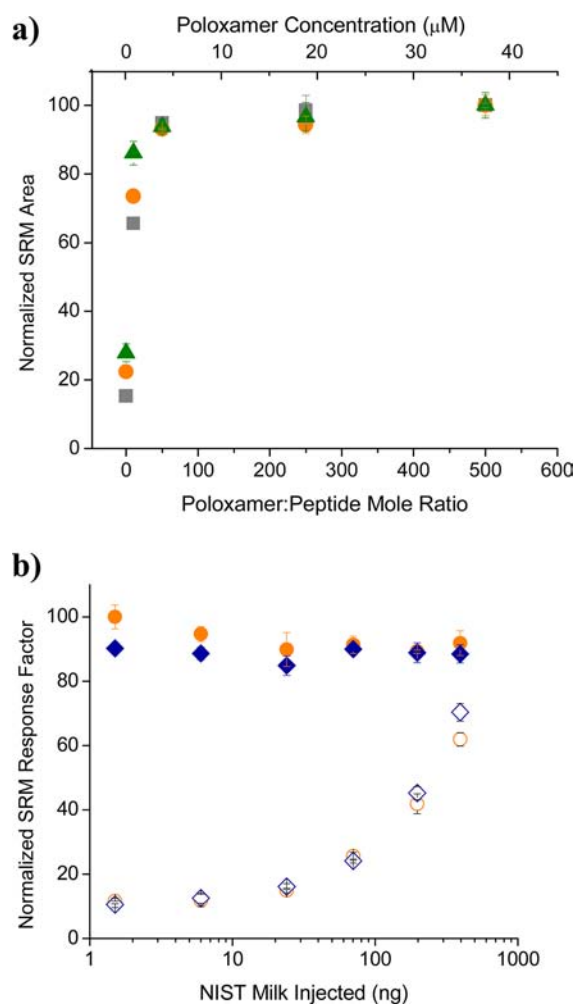 a)
Poloxamer Concentration (μM)
0 10 20 30 40
100
80
60
40
20
0
Normalized SRM Area
0 100 200 300 400 500 600
Poloxamer:Peptide Mole Ratio
b)
100
80
60
40
20
0
Normalized SRM Response Factor
1 10 100 1000
NIST Milk Injected (ng)